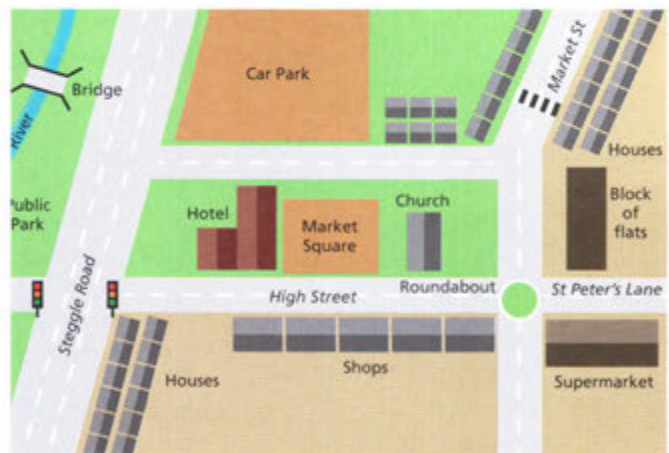 Car Park
Market St
Bridge
River
Houses
Public
Park
Hotel
Market
Square
Church
Block
of
flats
Steggle Road
High Street
Roundabout
St Peter's Lane
Houses
Shops
Supermarket